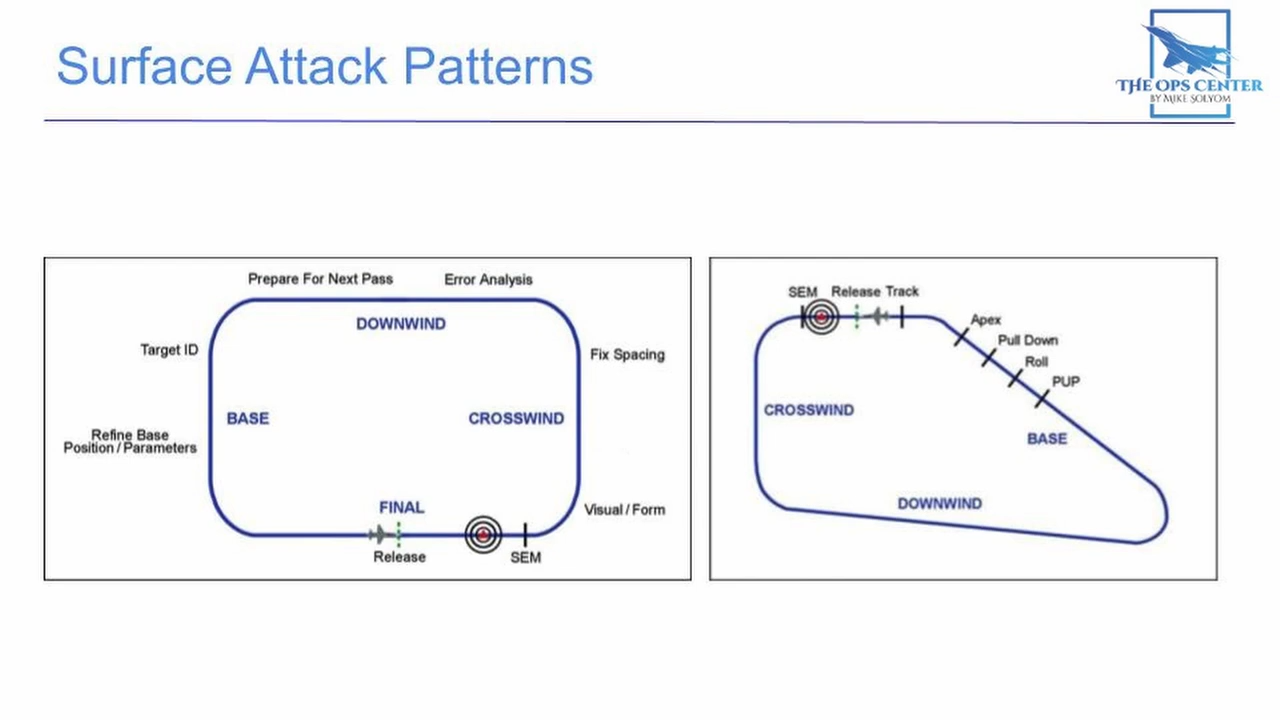 Surface Attack Patterns
THE OPS CENTER
BY MIKE SOLYOM
Prepare For Next Pass
Error Analysis
DOWNWIND
Target ID
Fix Spacing
BASE
CROSSWIND
Refine Base
Position / Parameters
FINAL
Visual / Form
Release
SEM
SEM
Release
Track
Apex
Pull Down
Roll
PUP
CROSSWIND
BASE
DOWNWIND